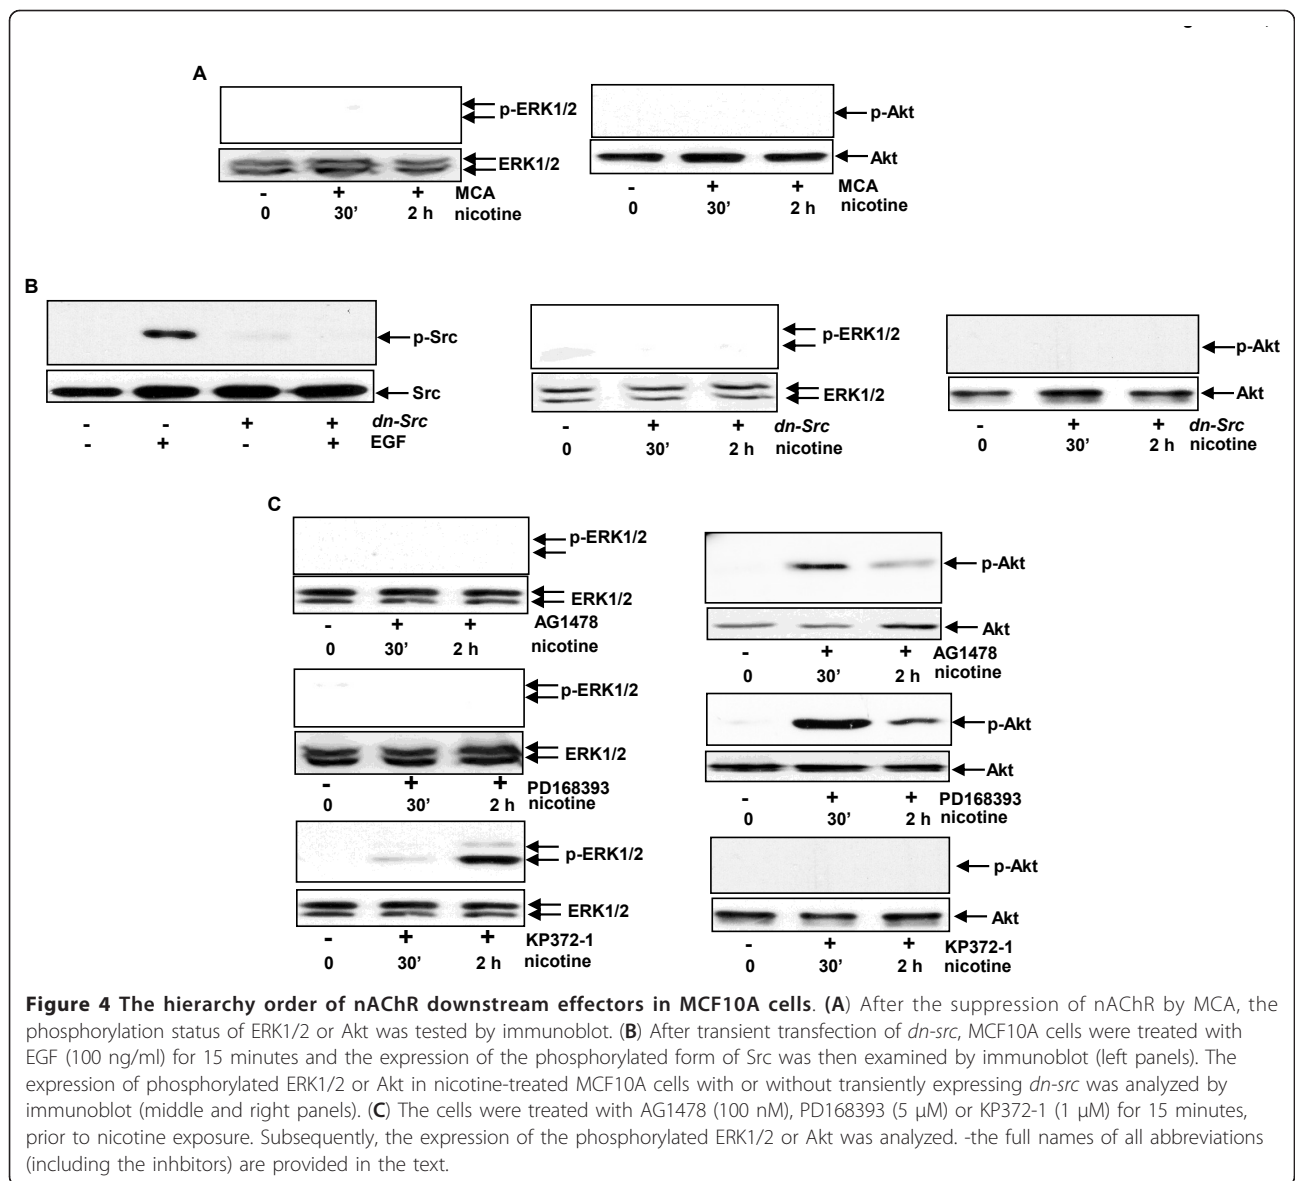 A
p-ERK1/2
ERK1/2
- + + MCA
0 30’ 2 h nicotine
p-Akt
Akt
- + + MCA
0 30’ 2 h nicotine
B
p-Src
Src
- - + + dn-Src
- + - + EGF
p-ERK1/2
ERK1/2
- + + dn-Src
0 30’ 2 h nicotine
p-Akt
Akt
- + + dn-Src
0 30’ 2 h nicotine
C
p-ERK1/2
ERK1/2
- + + AG1478
0 30’ 2 h nicotine
p-Akt
Akt
- + + AG1478
0 30’ 2 h nicotine
p-ERK1/2
ERK1/2
- + + PD168393
0 30’ 2 h nicotine
p-Akt
Akt
- + + PD168393
0 30’ 2 h nicotine
p-ERK1/2
ERK1/2
- + + KP372-1
0 30’ 2 h nicotine
p-Akt
Akt
- + + KP372-1
0 30’ 2 h nicotine
Figure 4 The hierarchy order of nAChR downstream effectors in MCF10A cells. (A) After the suppression of nAChR by MCA, the
phosphorylation status of ERK1/2 or Akt was tested by immunoblot. (B) After transient transfection of dn-src, MCF10A cells were treated with
EGF (100 ng/ml) for 15 minutes and the expression of the phosphorylated form of Src was then examined by immunoblot (left panels). The
expression of phosphorylated ERK1/2 or Akt in nicotine-treated MCF10A cells with or without transiently expressing dn-src was analyzed by
immunoblot (middle and right panels). (C) The cells were treated with AG1478 (100 nM), PD168393 (5 μM) or KP372-1 (1 μM) for 15 minutes,
prior to nicotine exposure. Subsequently, the expression of the phosphorylated ERK1/2 or Akt was analyzed. -the full names of all abbreviations
(including the inhbitors) are provided in the text.